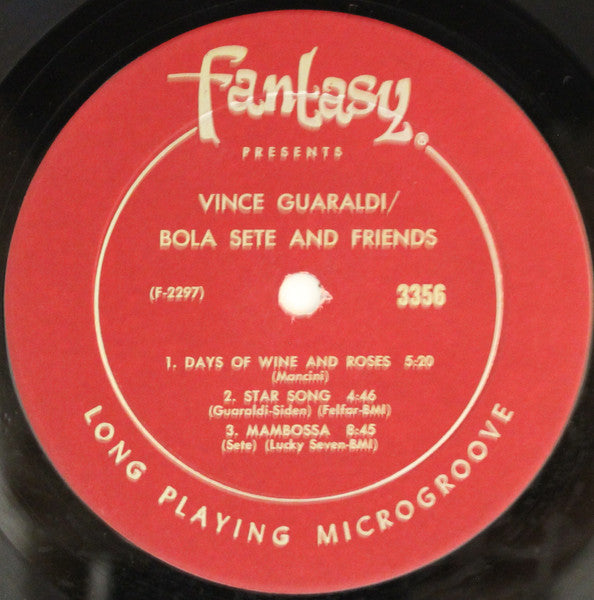 fantasy®
PRESENTS
VINCE GUARALDI/
BOLA SETE AND FRIENDS
(F-2297)
3356
1. DAYS OF WINE AND ROSES 5:20
(Mancini)
2. STAR SONG 4:46
(Guaraldi-Siden) (Felfar-BMI)
3. MAMBOSSA 8:45
(Sete) (Lucky Seven-BMI)
LONG PLAYING MICROGROOVE